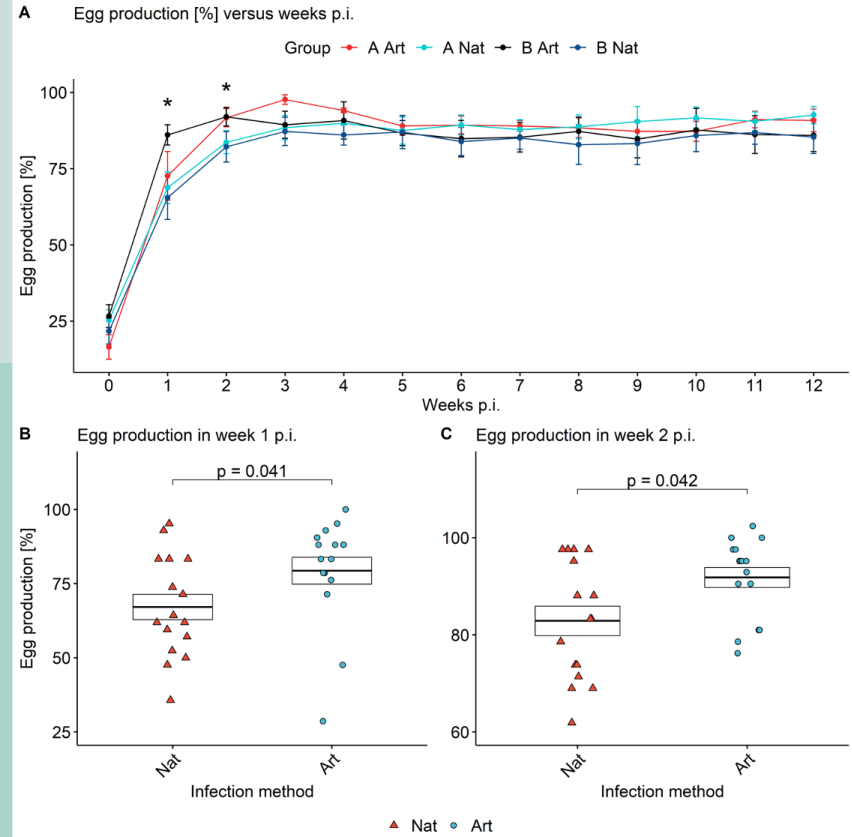 A
Egg production [%] versus weeks p.i.
Group A Art A Nat B Art B Nat
Egg production [%]
100
75
50
25
* *
0 1 2 3 4 5 6 7 8 9 10 11 12
Weeks p.i.
B
Egg production in week 1 p.i.
p = 0.041
Egg production [%]
100
75
50
25
Nat Art
Infection method
C
Egg production in week 2 p.i.
p = 0.042
100
80
60
Nat Art
Infection method
Nat Art